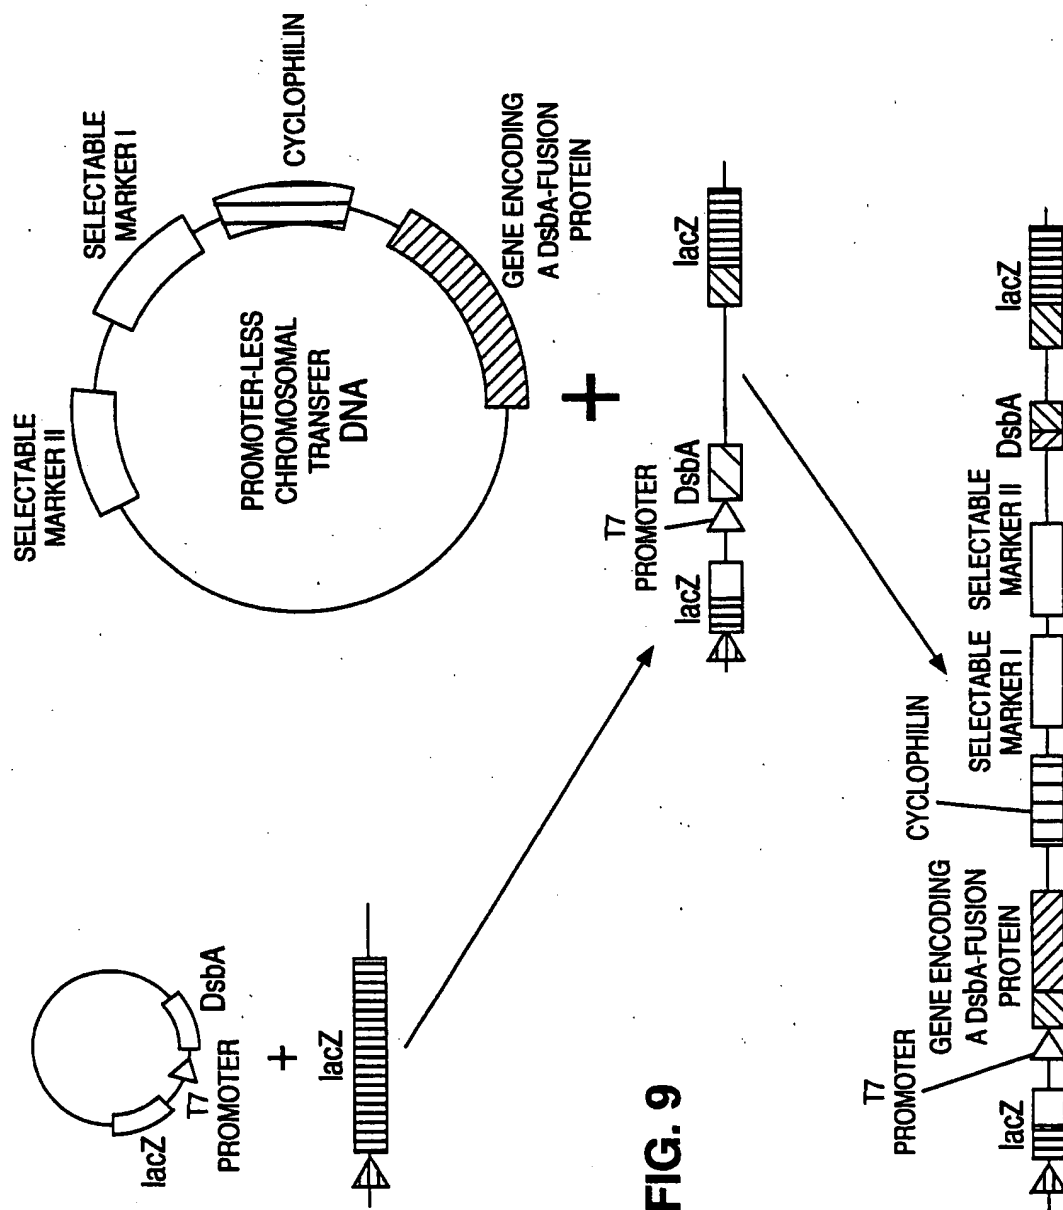 lacZ
T7
PROMOTER
DsbA
+
lacZ
SELECTABLE
MARKER II
SELECTABLE
MARKER I
CYCLOPHILIN
GENE ENCODING
A DsbA-FUSION
PROTEIN
PROMOTER-LESS
CHROMOSOMAL
TRANSFER
DNA
+
lacZ
T7
PROMOTER
DsbA
lacZ
lacZ
T7
PROMOTER
GENE ENCODING
A DsbA-FUSION
PROTEIN
CYCLOPHILIN
SELECTABLE
MARKER I
SELECTABLE
MARKER II
DsbA
lacZ
FIG. 9